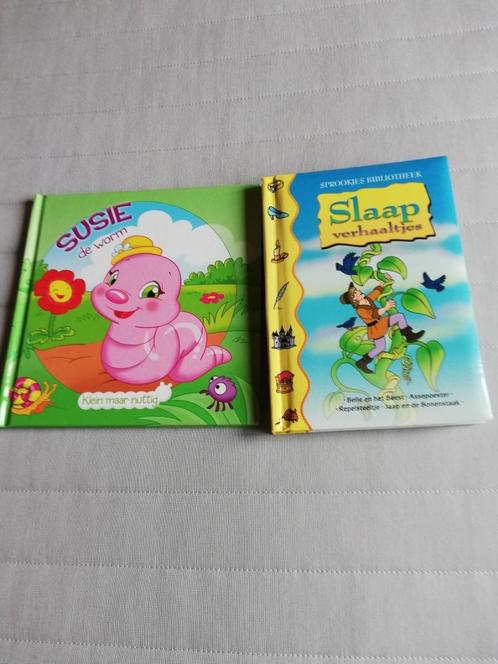 SUSIE
de worm
Klein maar nuttig
SPROOKJES BIBLIOTHEEK
Slaap
verhaaltjes
· Belle en het Beest · Assepoester ·
· Repelsteeltje · Jaap en de Bonenstaak ·